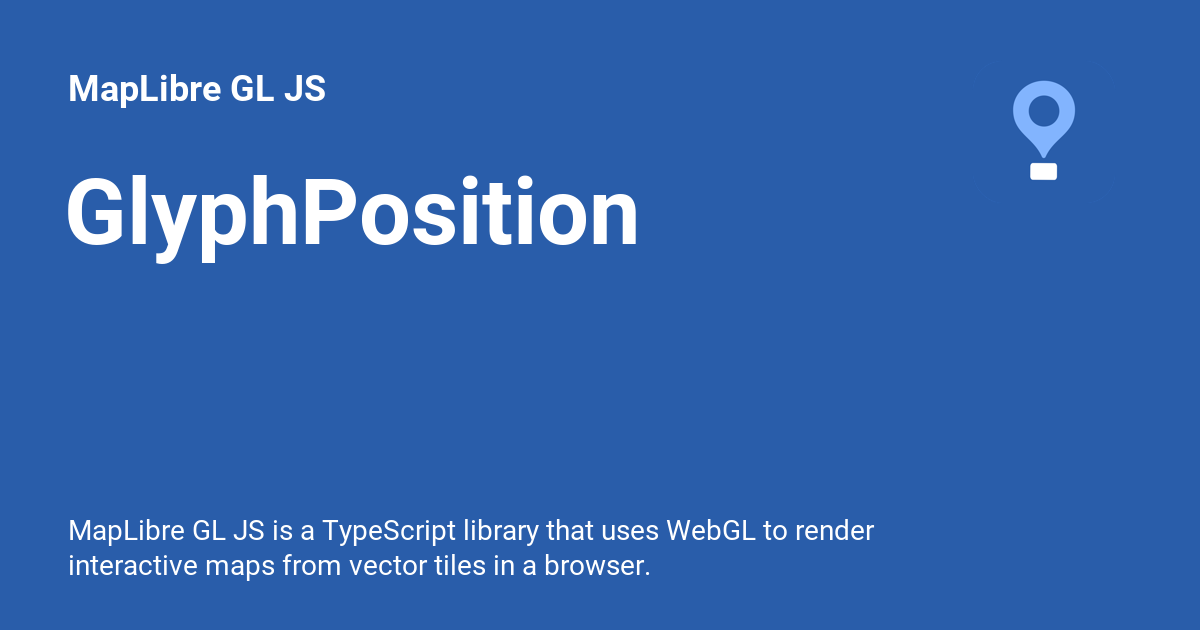 MapLibre GL JS
GlyphPosition
MapLibre GL JS is a TypeScript library that uses WebGL to render
interactive maps from vector tiles in a browser.